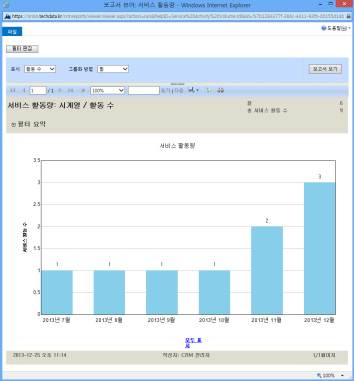 보고서 뷰어: 서비스 활동량 - Windows Internet Explorer
파일
도움말(H)
필터 편집
표시: 활동 수
그룹화 방법: 월
보고서 보기
1 / 1
100%
찾기 | 다음
서비스 활동량: 시계열 / 활동 수
월 6
총 서비스 활동 수 9
필터 요약
서비스 활동량
3.5
3
2.5
2
1.5
1
0.5
0
서비스 활동 수
1
1
1
1
2
3
2013년 7월
2013년 8월
2013년 9월
2013년 10월
2013년 11월
2013년 12월
모두 표
시
2013-12-25 오후 11:14
작성자: CRM 관리자
1/1페이지
100%